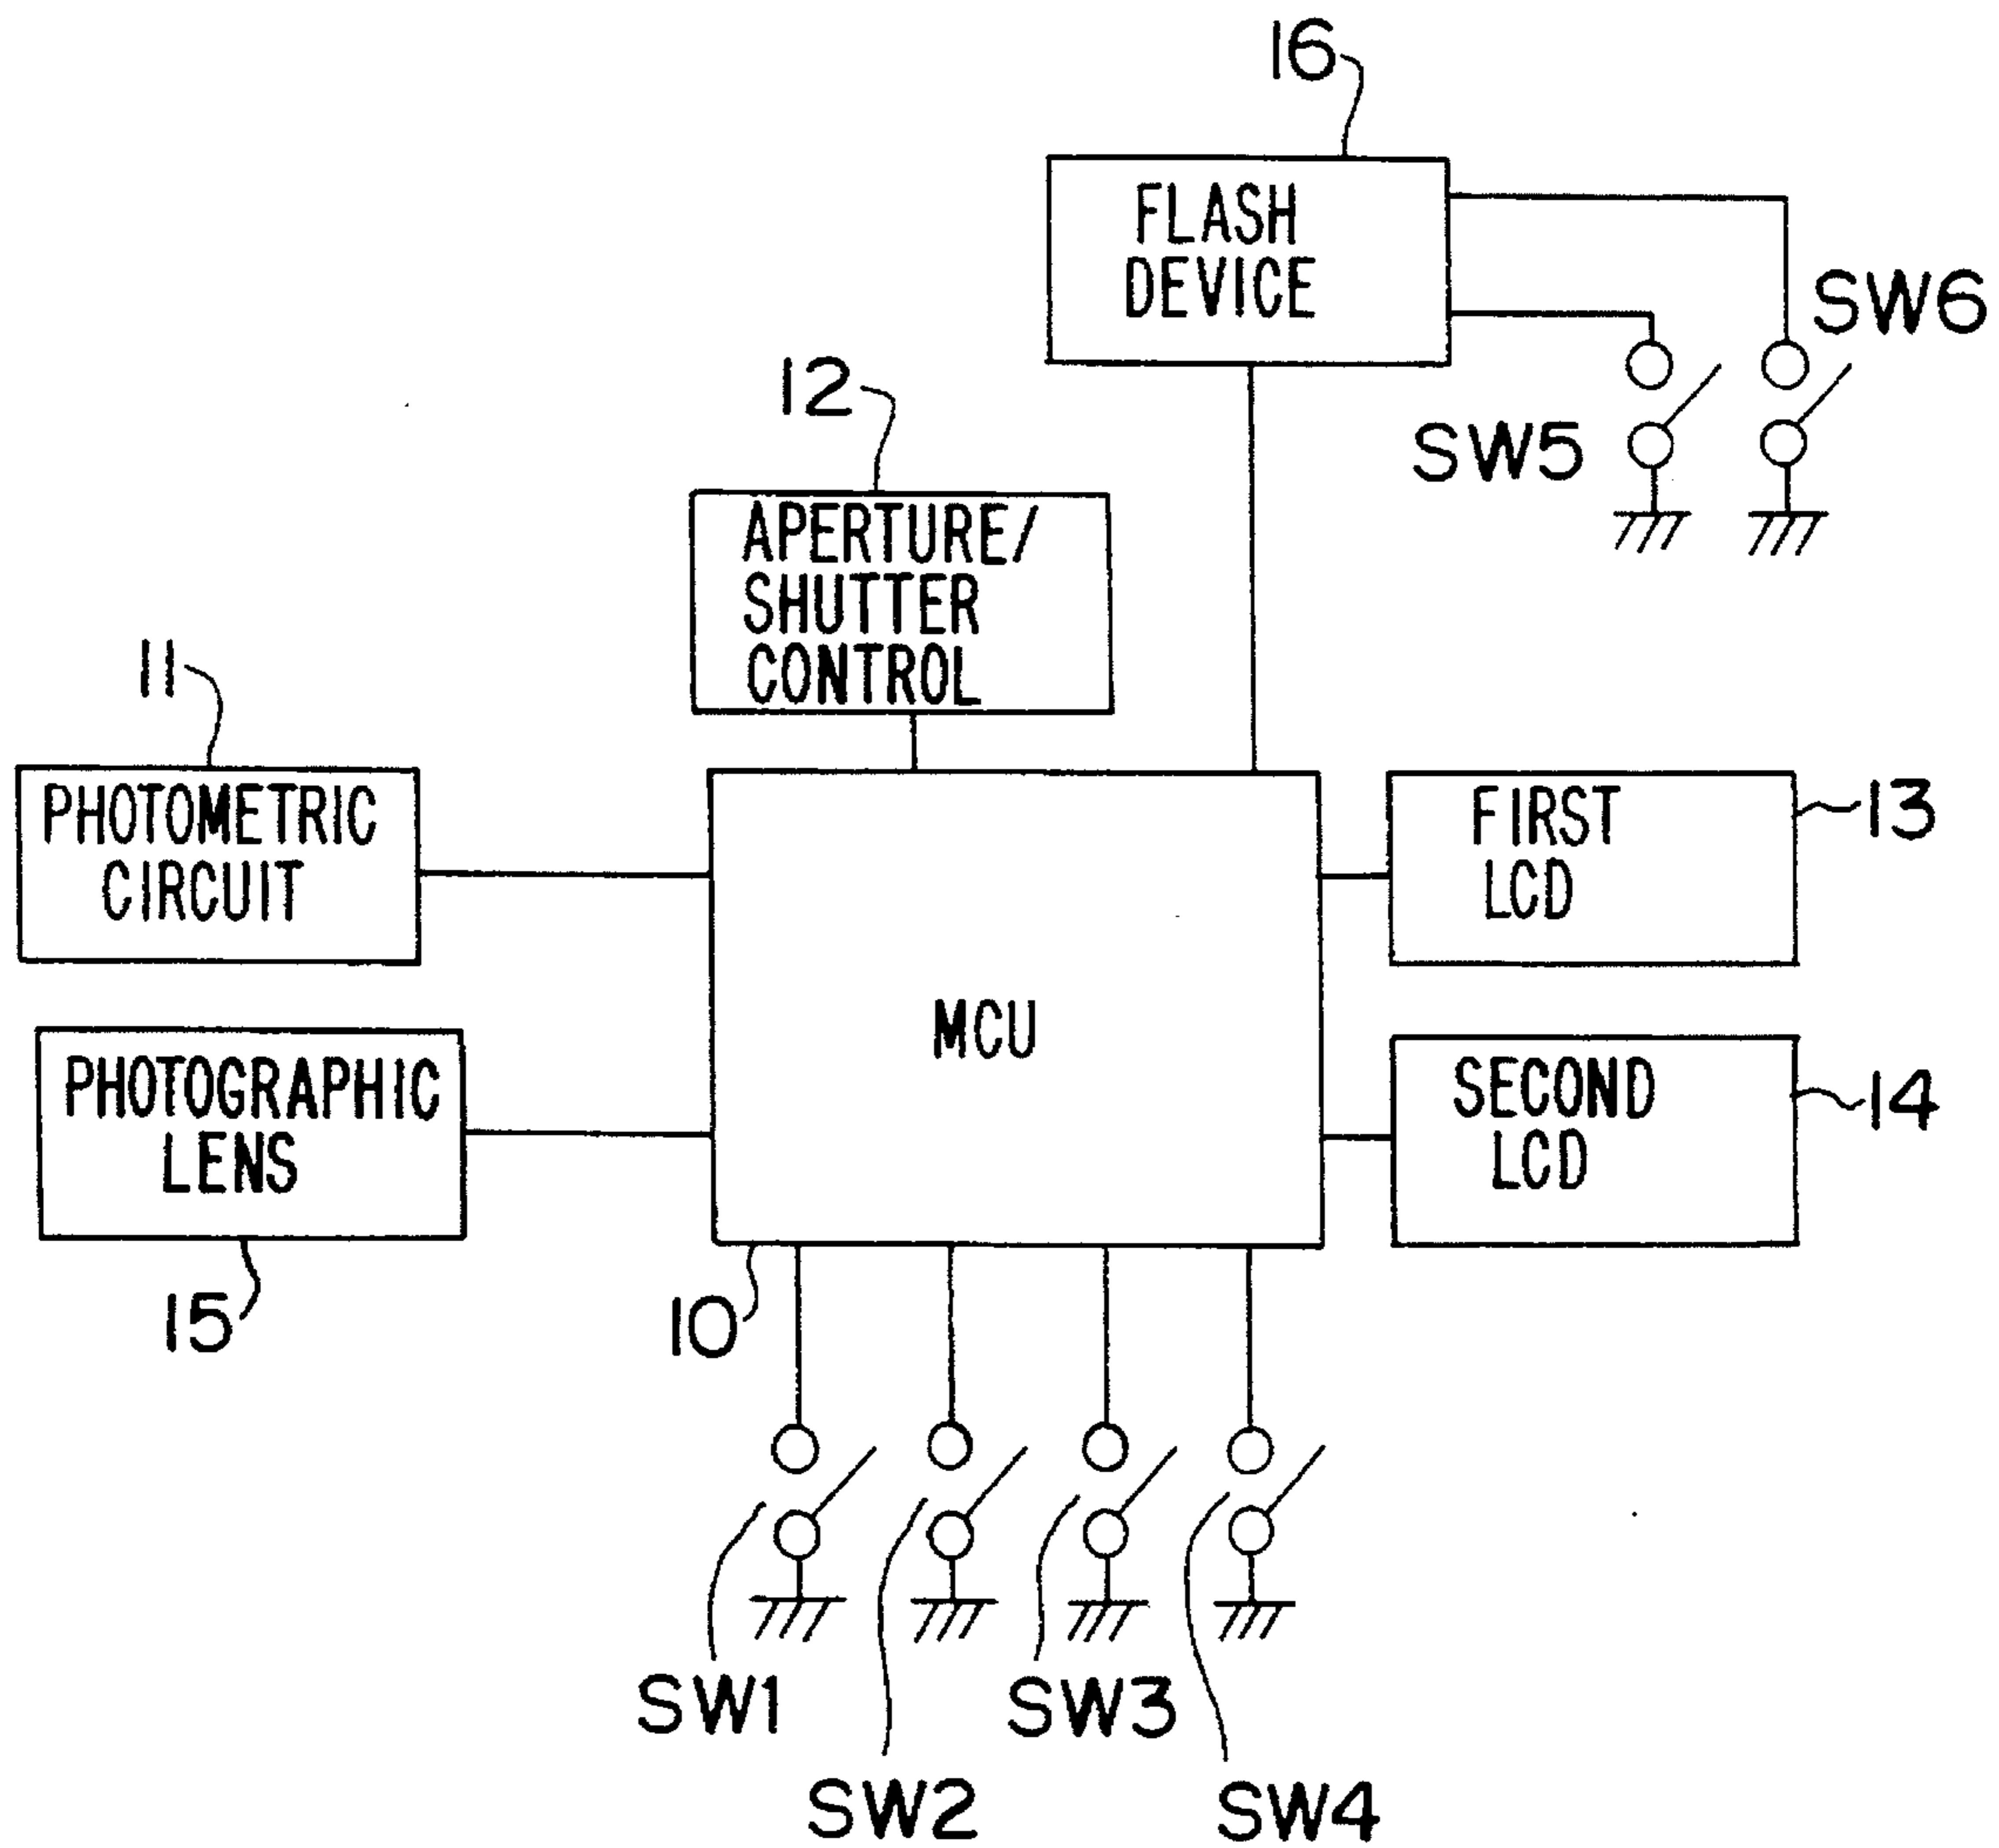 16
FLASH
DEVICE
SW6
12
SW5
APERTURE/
SHUTTER
CONTROL
11
PHOTOMETRIC
CIRCUIT
FIRST
LCD
13
MCU
PHOTOGRAPHIC
LENS
SECOND
LCD
14
15
10
SW1
SW3
SW2
SW4